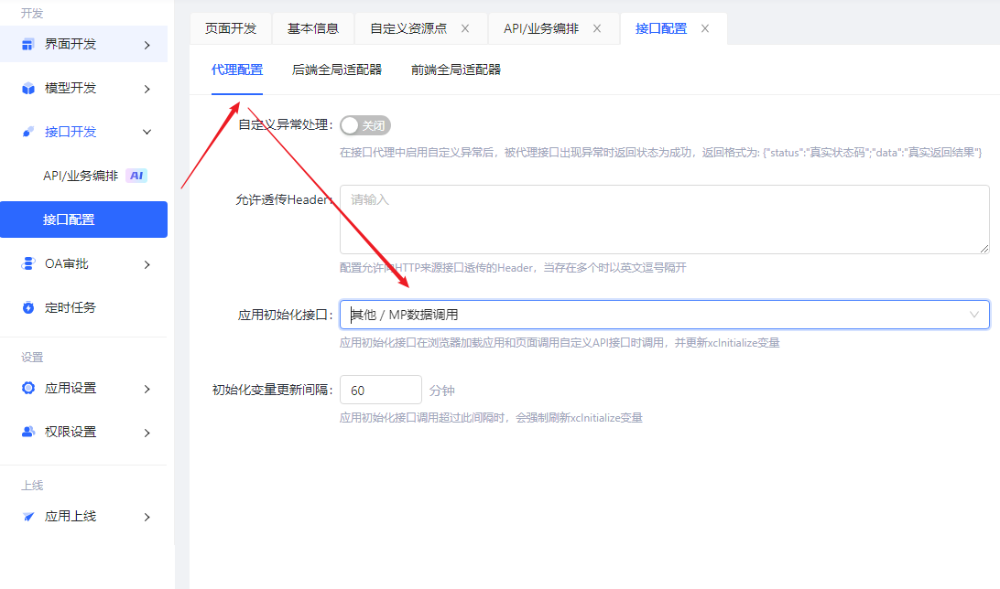 开发
界面开发
模型开发
接口开发
API/业务编排 AI
接口配置
OA审批
定时任务
设置
应用设置
权限设置
上线
应用上线
页面开发 基本信息 自定义资源点 API/业务编排 接口配置
代理配置 后端全局适配器 前端全局适配器
自定义异常处理: 关闭
在接口代理中启用自定义异常后，被代理接口出现异常时返回状态为成功，返回格式为: {"status":"真实状态码";"data":"真实返回结果"}
允许透传Header: 请输入
配置允许向HTTP来源接口透传的Header，当存在多个时以英文逗号隔开
应用初始化接口: 其他 / MP数据调用
应用初始化接口在浏览器加载应用和页面调用自定义API接口时调用，并更新xcInitialize变量
初始化变量更新间隔: 60 分钟
应用初始化接口调用超过此间隔时，会强制刷新xcInitialize变量